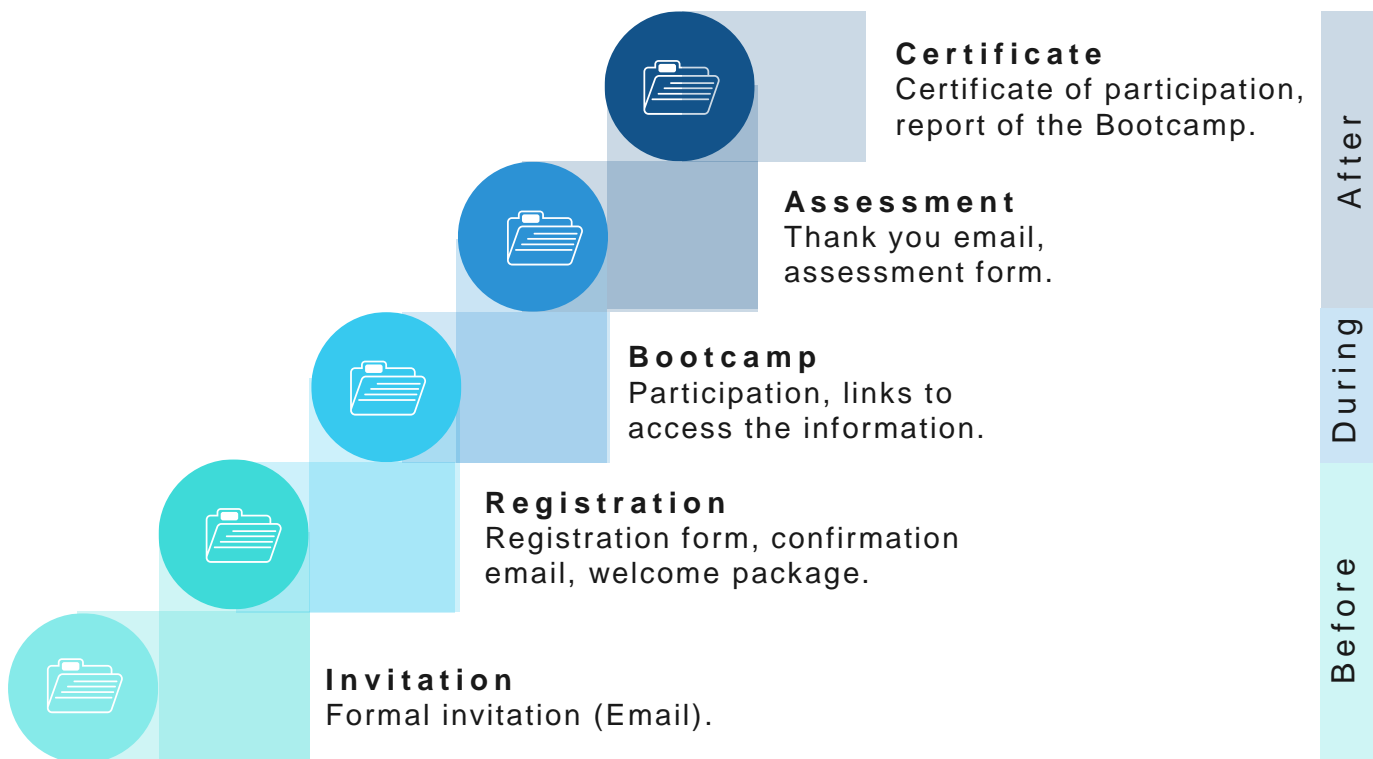 Certificate
Certificate of participation,
report of the Bootcamp.
After
Assessment
Thank you email,
assessment form.
During
Bootcamp
Participation, links to
access the information.
Registration
Registration form, confirmation
email, welcome package.
Before
Invitation
Formal invitation (Email).